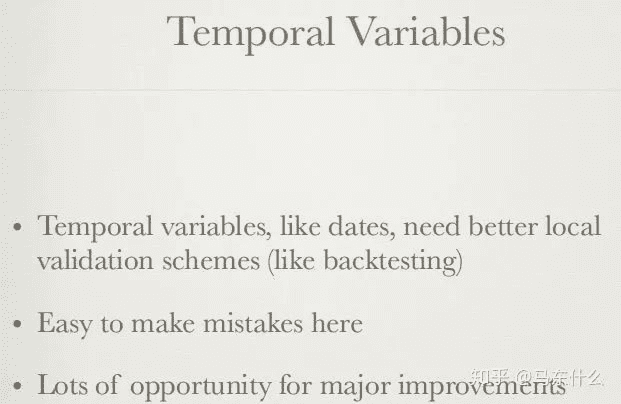 Temporal Variables
• Temporal variables, like dates, need better local
validation schemes (like backtesting)
• Easy to make mistakes here
• Lots of opportunity for major improvements
知乎 @马东什么